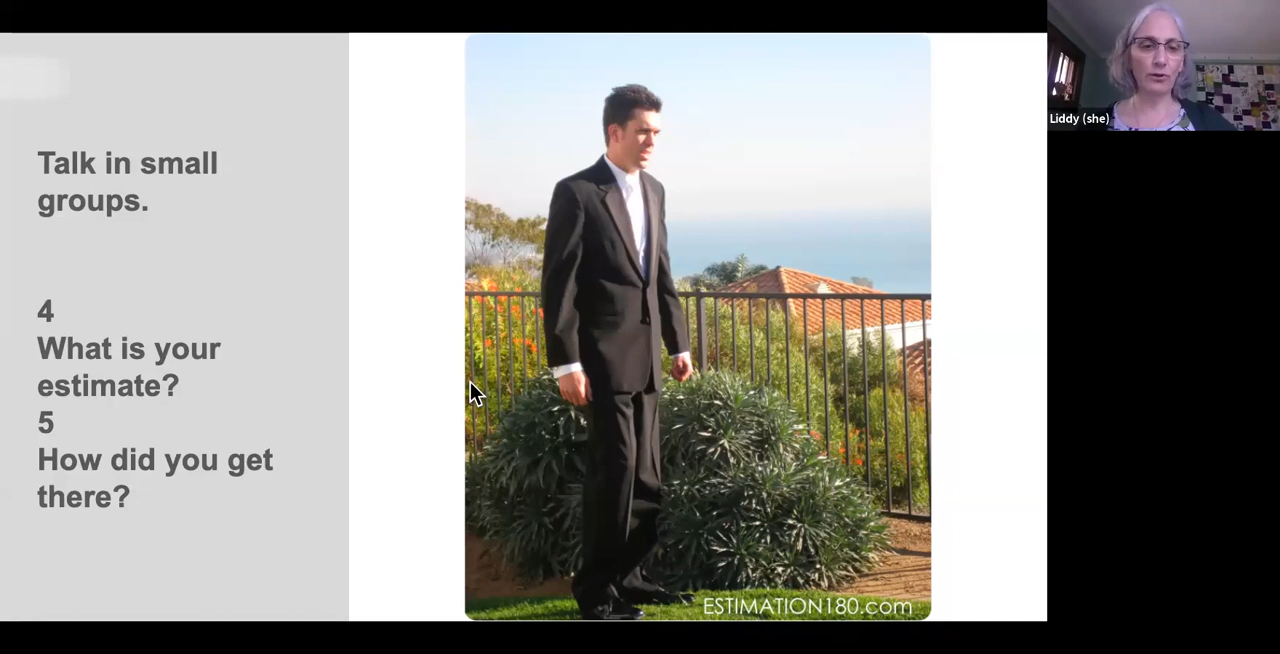 Talk in small
groups.
4
What is your
estimate?
5
How did you get
there?
ESTIMATION180.com
Liddy (she)